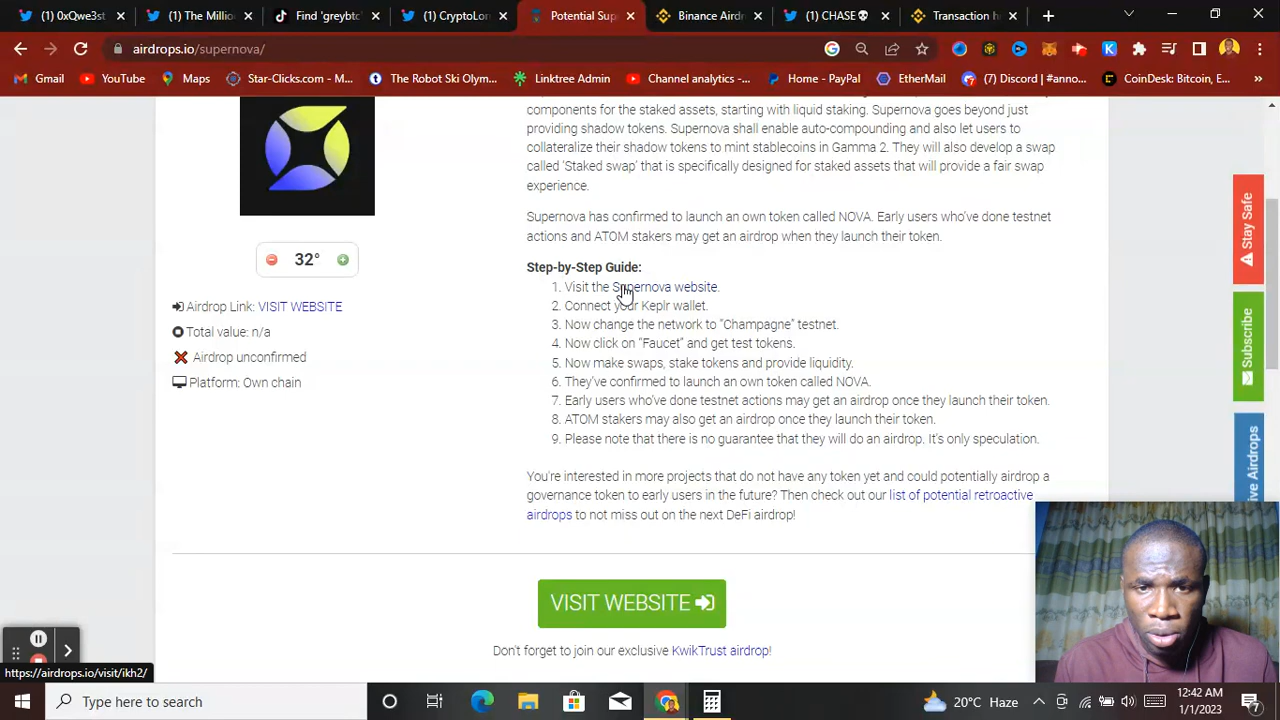 (1) 0xQwe3st
(1) The Millio
Find 'greybtc'
(1) CryptoLon
Potential Sup
Binance Airdr
(1) CHASE💀
Transaction h
airdrops.io/supernova/
Gmail
YouTube
Maps
Star-Clicks.com - M...
The Robot Ski Olym...
Linktree Admin
Channel analytics -...
Home - PayPal
EtherMail
(7) Discord | #anno...
CoinDesk: Bitcoin, E...
components for the staked assets, starting with liquid staking. Supernova goes beyond just
providing shadow tokens. Supernova shall enable auto-compounding and also let users to
collateralize their shadow tokens to mint stablecoins in Gamma 2. They will also develop a swap
called 'Staked swap' that is specifically designed for staked assets that will provide a fair swap
experience.
Supernova has confirmed to launch an own token called NOVA. Early users who've done testnet
actions and ATOM stakers may get an airdrop when they launch their token.
32°
Airdrop Link: VISIT WEBSITE
Total value: n/a
Airdrop unconfirmed
Platform: Own chain
Step-by-Step Guide:
1. Visit the Supernova website.
2. Connect your Keplr wallet.
3. Now change the network to "Champagne" testnet.
4. Now click on "Faucet" and get test tokens.
5. Now make swaps, stake tokens and provide liquidity.
6. They've confirmed to launch an own token called NOVA.
7. Early users who've done testnet actions may get an airdrop once they launch their token.
8. ATOM stakers may also get an airdrop once they launch their token.
9. Please note that there is no guarantee that they will do an airdrop. It's only speculation.
You're interested in more projects that do not have any token yet and could potentially airdrop a
governance token to early users in the future? Then check out our list of potential retroactive
airdrops to not miss out on the next DeFi airdrop!
VISIT WEBSITE
Don't forget to join our exclusive KwikTrust airdrop!
Stay Safe
Subscribe
ive Airdrops
https://airdrops.io/visit/ikh2/
Type here to search
20°C Haze
12:42 AM
1/1/2023
7